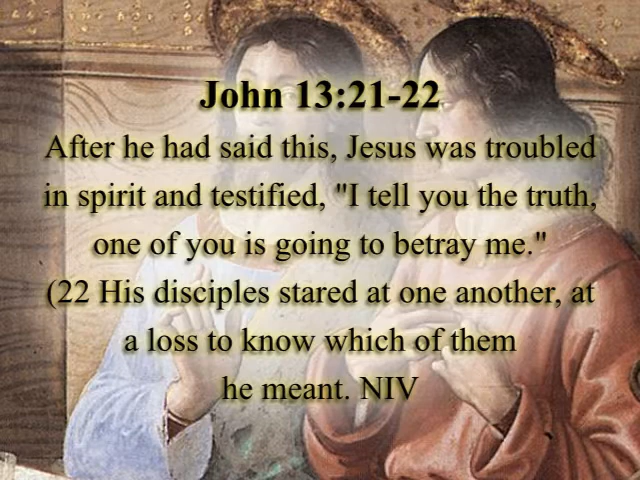 John 13:21-22
After he had said this, Jesus was troubled
in spirit and testified, "I tell you the truth,
one of you is going to betray me."
(22 His disciples stared at one another, at
a loss to know which of them
he meant. NIV